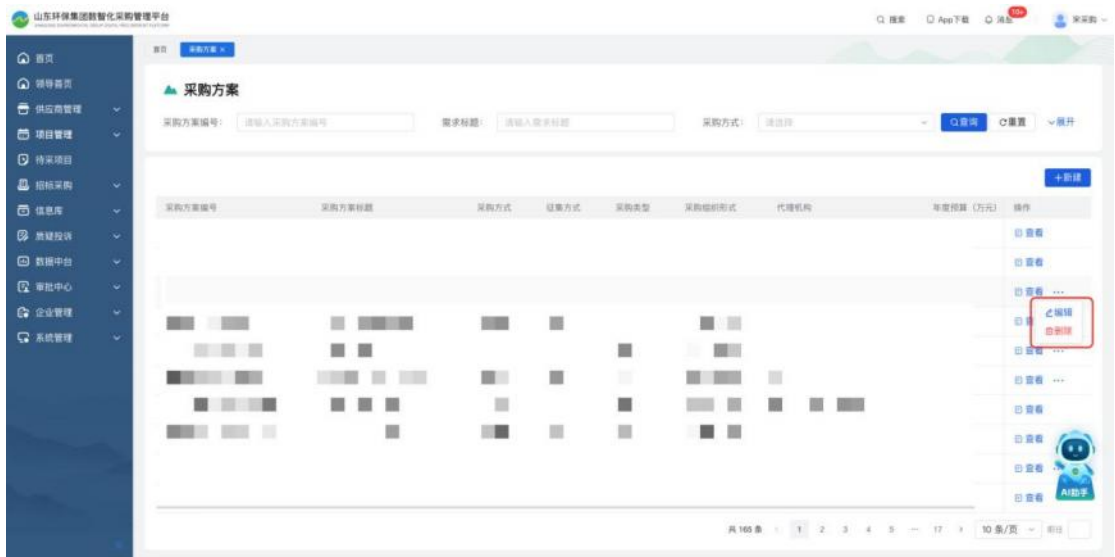 山东环保集团数智化采购管理平台
搜索 App下载 消息 10+ 宋采购
首页 采购方案 ×
首页
领导首页
供应商管理
项目管理
待采项目
招标采购
信息库
质疑投诉
数据中台
审批中心
企业管理
系统管理
采购方案
采购方案编号: 请输入采购方案编号 需求标题: 请输入需求标题 采购方式: 请选择 查询 重置 展开
+新建
采购方案编号 采购方案标题 采购方式 征集方式 采购类型 采购组织形式 代理机构 年度预算(万元) 操作
查看
查看
查看 ...
编辑
删除
查看 ...
查看 ...
查看
查看
查看
查看
AI助手
共 165 条 1 2 3 4 5 ... 17 10 条/页 前往